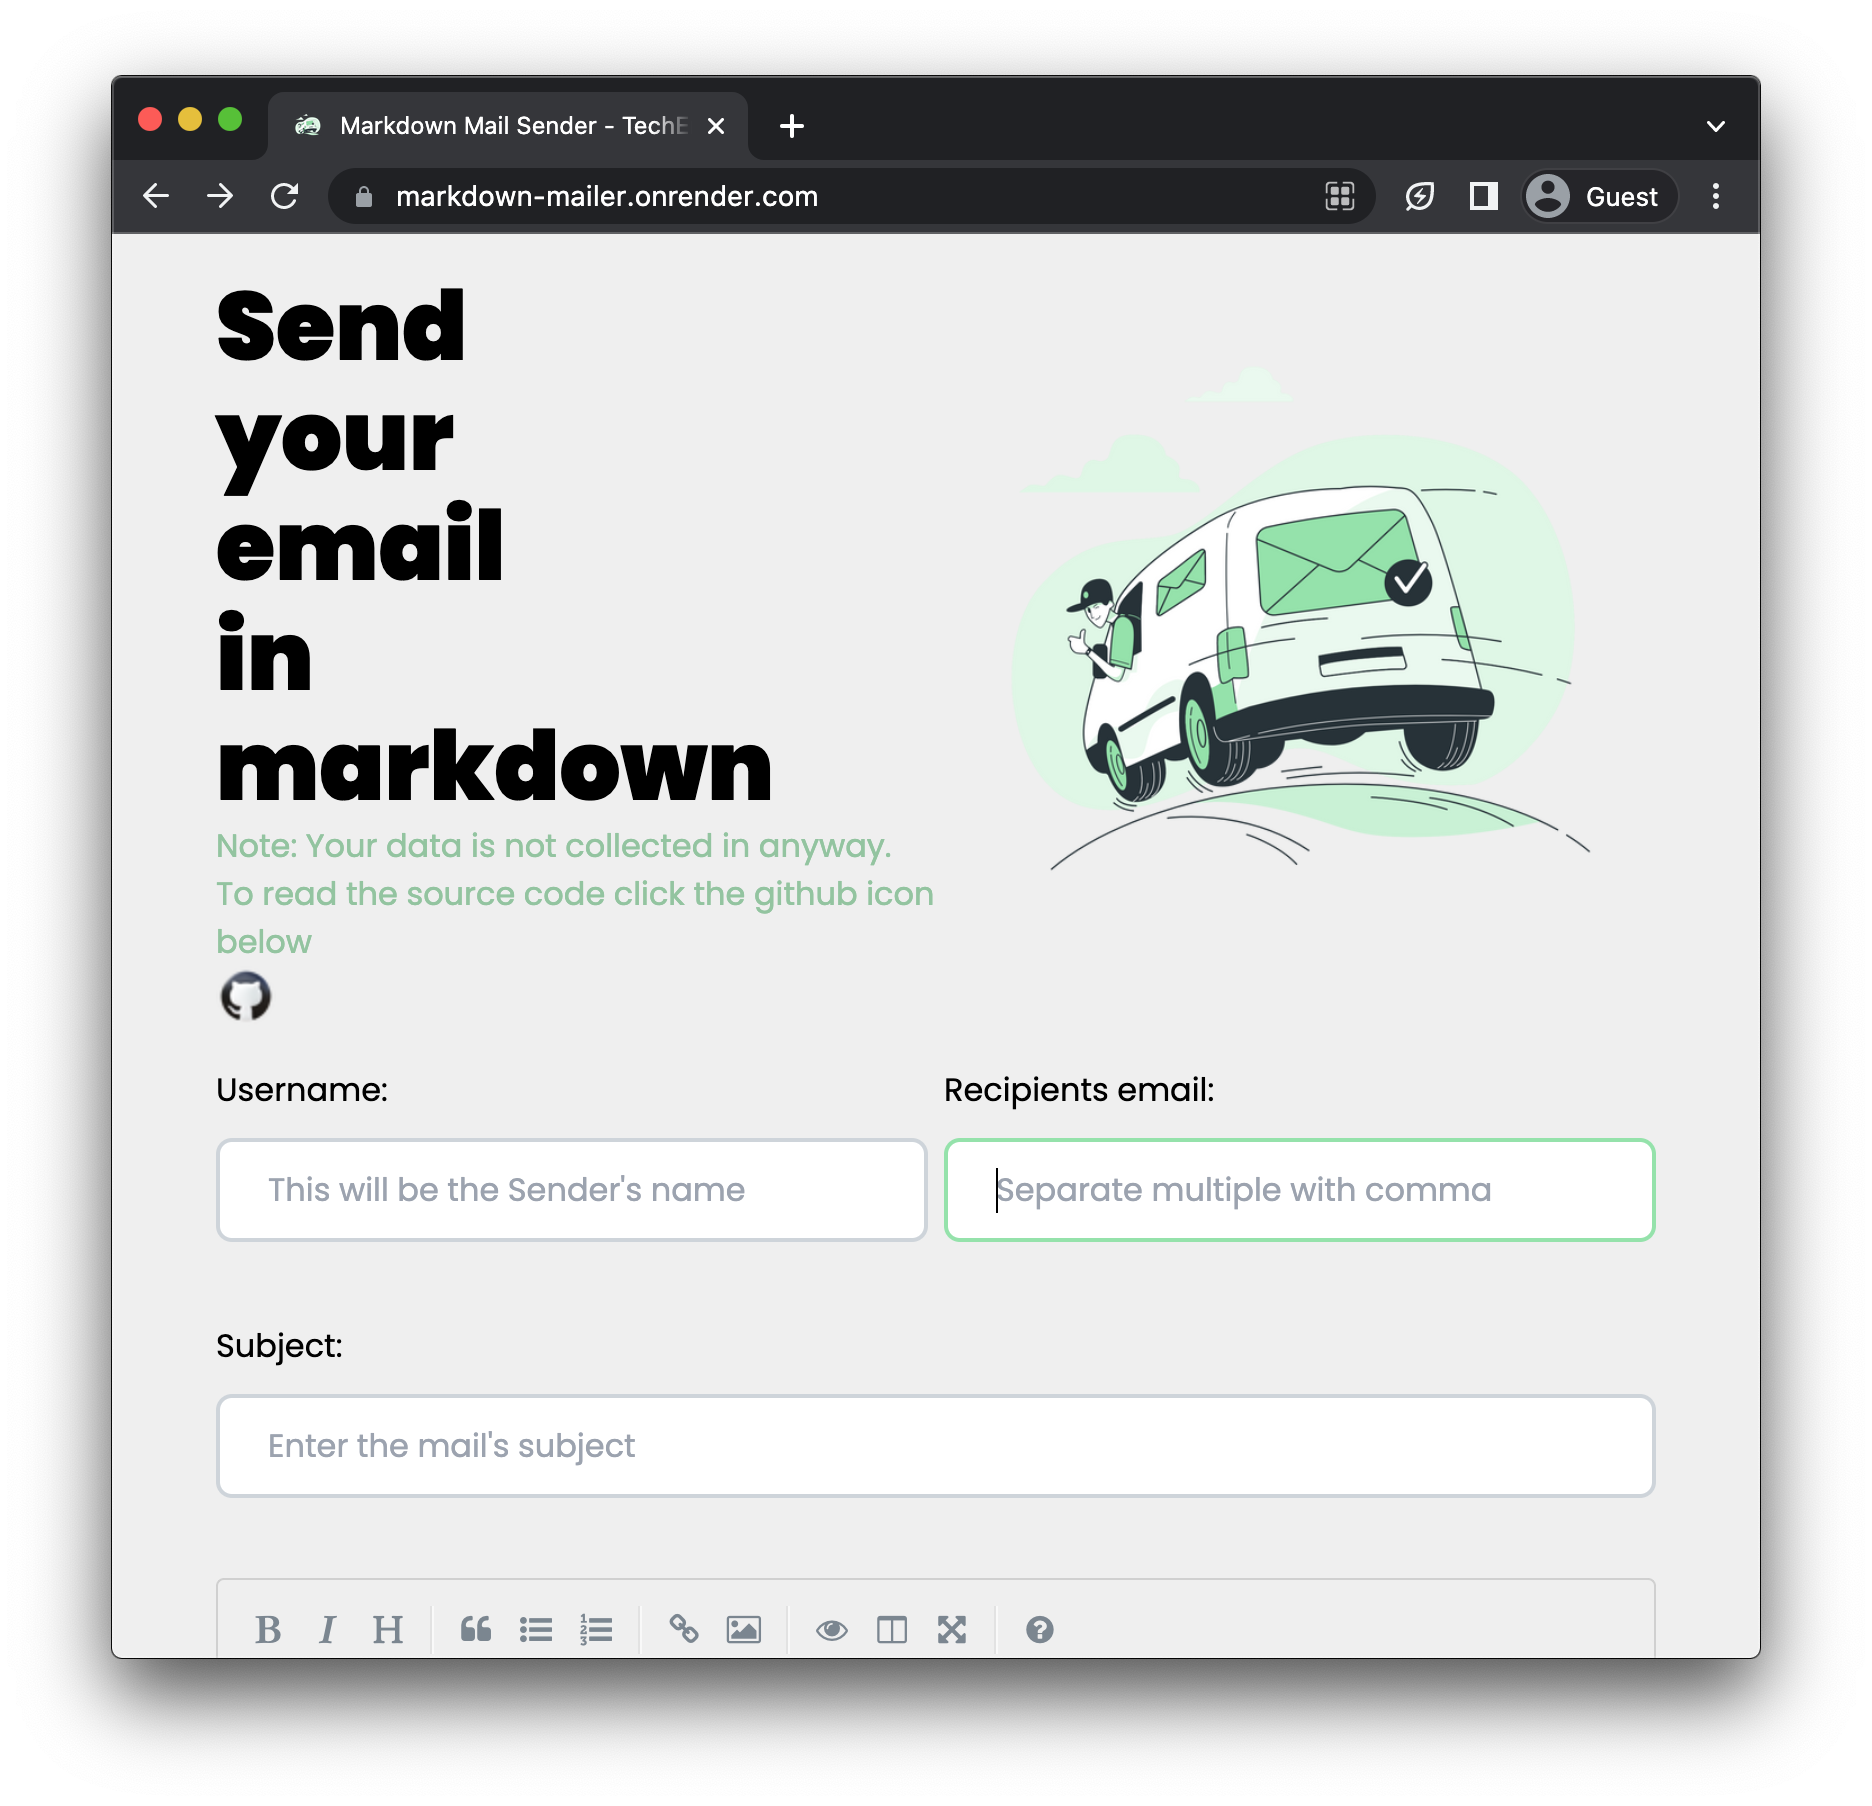 Markdown Mail Sender - TechE
markdown-mailer.onrender.com
Guest
Send
your
email
in
markdown
Note: Your data is not collected in anyway.
To read the source code click the github icon
below
Username:
Recipients email:
This will be the Sender's name
Separate multiple with comma
Subject:
Enter the mail's subject
B I H